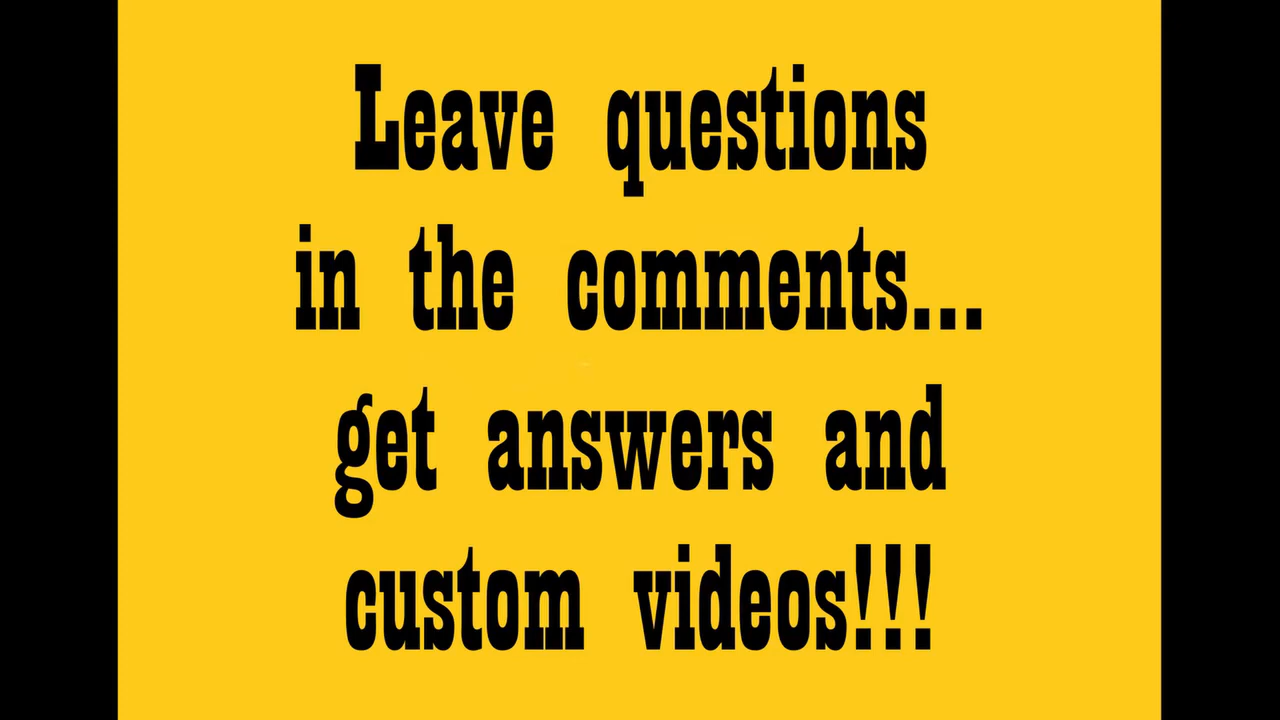 Leave questions
in the comments...
get answers and
custom videos!!!